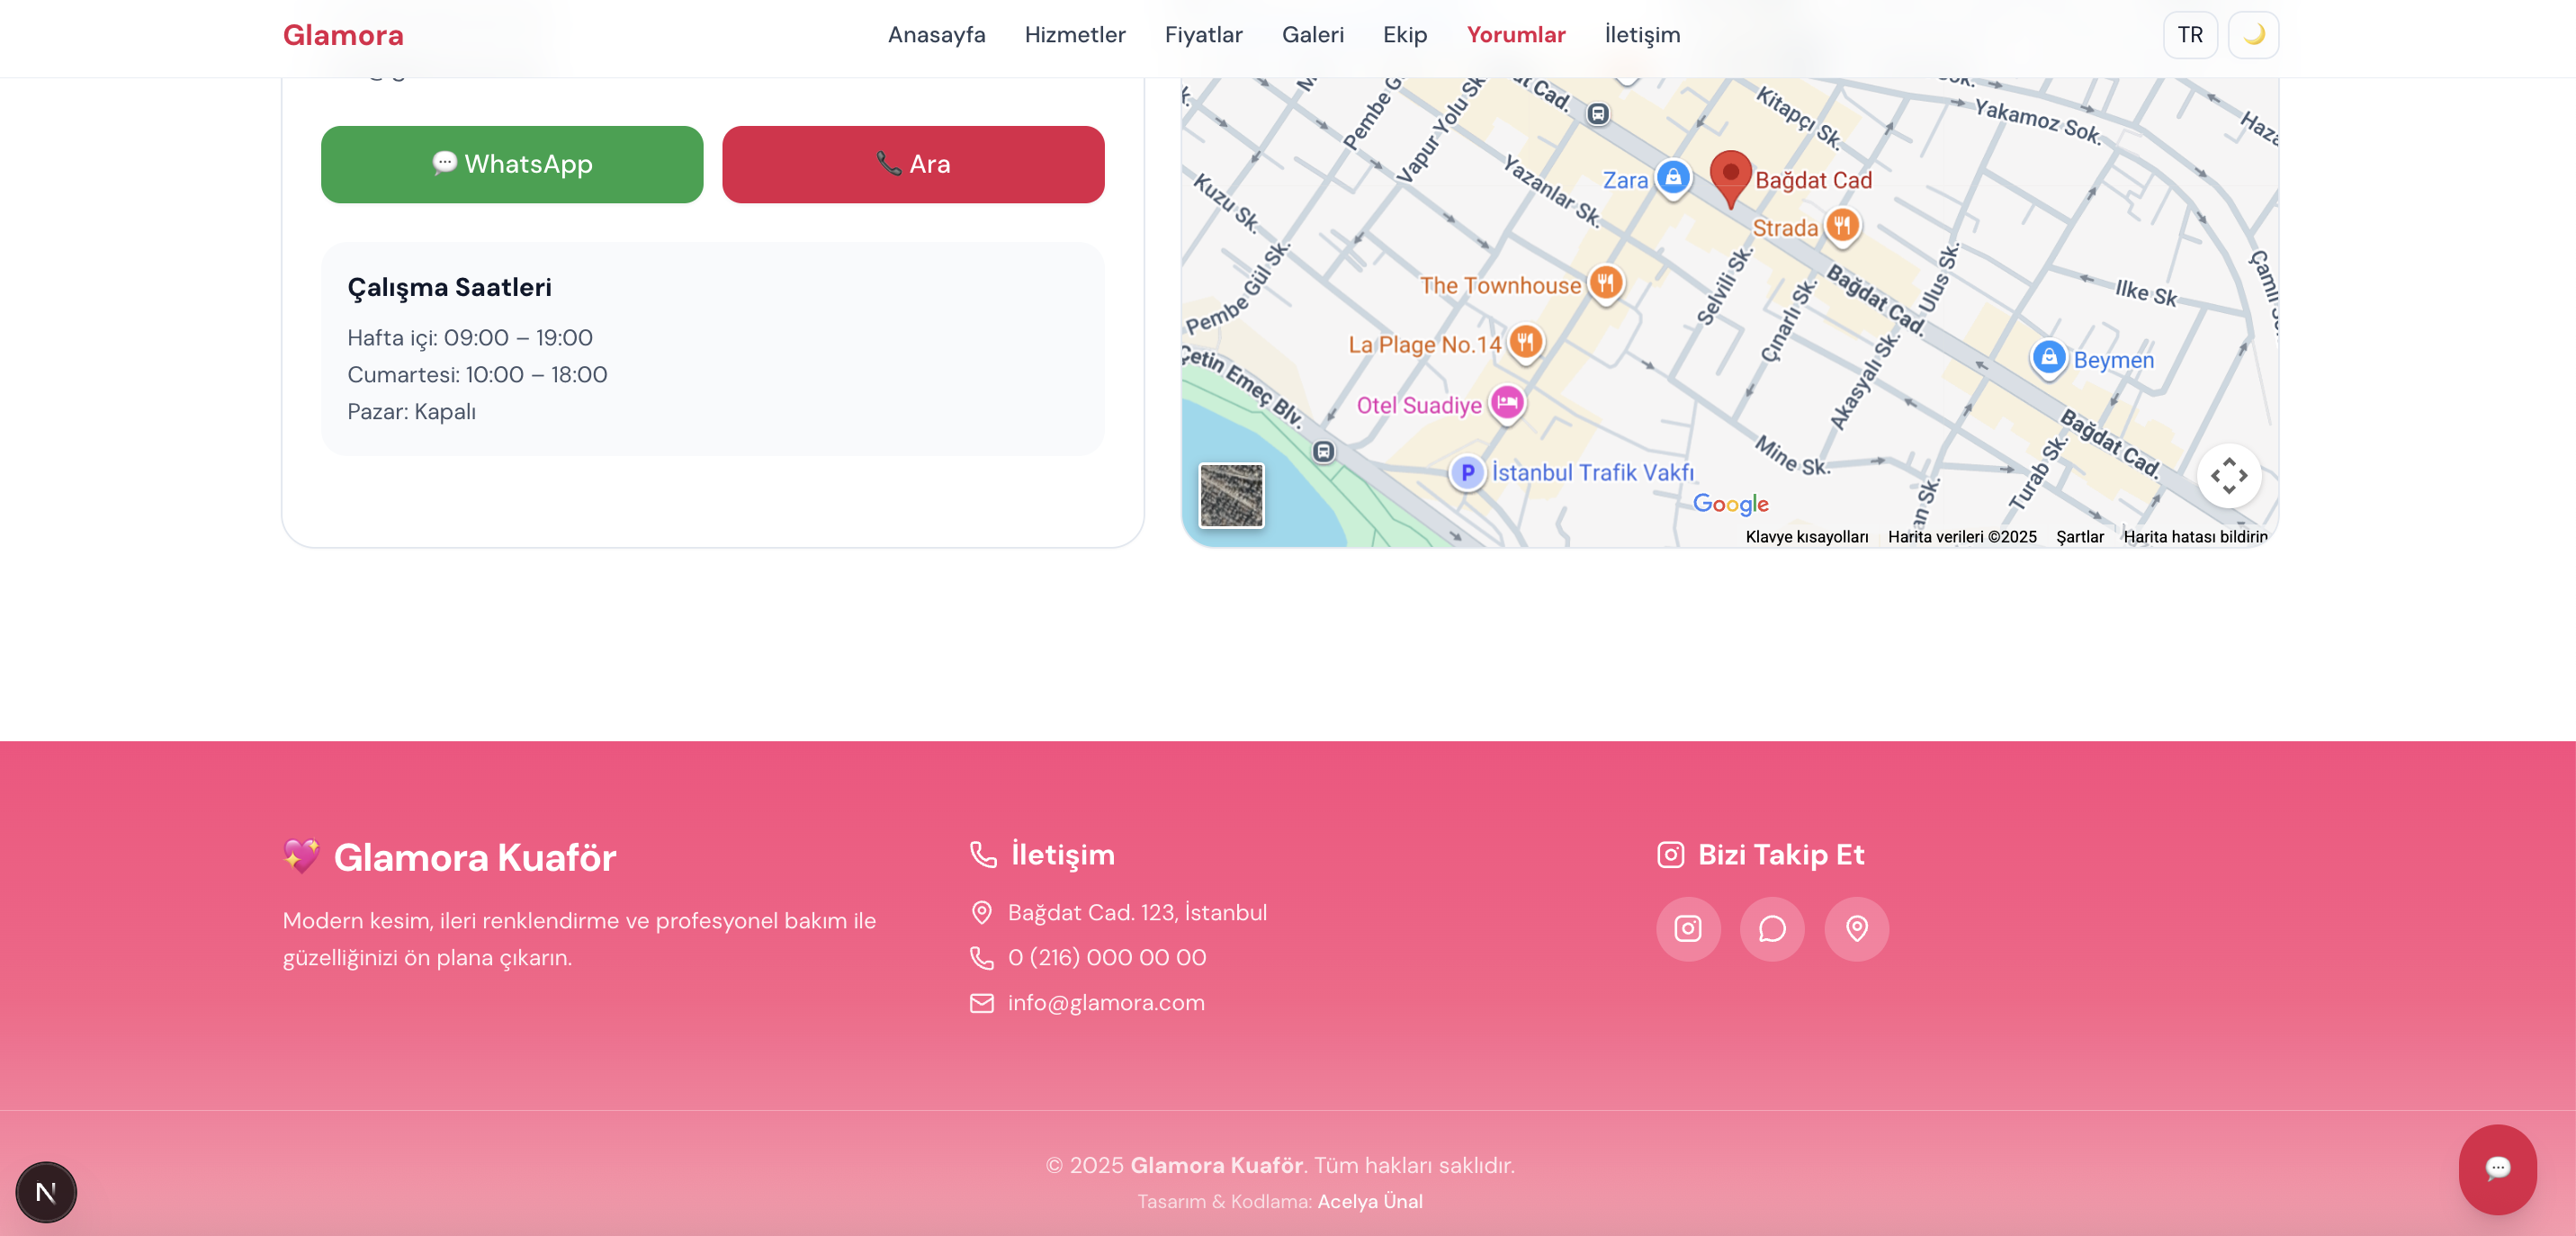 Glamora
Anasayfa Hizmetler Fiyatlar Galeri Ekip Yorumlar İletişim
TR
💬 WhatsApp
📞 Ara
Çalışma Saatleri
Hafta içi: 09:00 – 19:00
Cumartesi: 10:00 – 18:00
Pazar: Kapalı
Pembe
Vapur Yolu Sk.
Cad.
Kitapçı Sk.
Yakamoz Sok.
Kuzu Sk.
Yazanlar Sk.
Zara
Bağdat Cad
Strada
Pembe Gül Sk.
The Townhouse
Selvili Sk.
Çınarlı Sk.
Bağdat Cad.
Ulus Sk.
Ilke Sk
La Plage No.14
Beymen
Çetin Emeç Blv.
Otel Suadiye
Akasyalı Sk.
Bağdat Cad.
İstanbul Trafik Vakfı
Mine Sk.
Turab Sk.
Google
Klavye kısayolları Harita verileri ©2025 Şartlar Harita hatası bildirin
💖 Glamora Kuaför
Modern kesim, ileri renklendirme ve profesyonel bakım ile
güzelliğinizi ön plana çıkarın.
İletişim
Bağdat Cad. 123, İstanbul
0 (216) 000 00 00
info@glamora.com
Bizi Takip Et
© 2025 Glamora Kuaför. Tüm hakları saklıdır.
Tasarım & Kodlama: Acelya Ünal
N